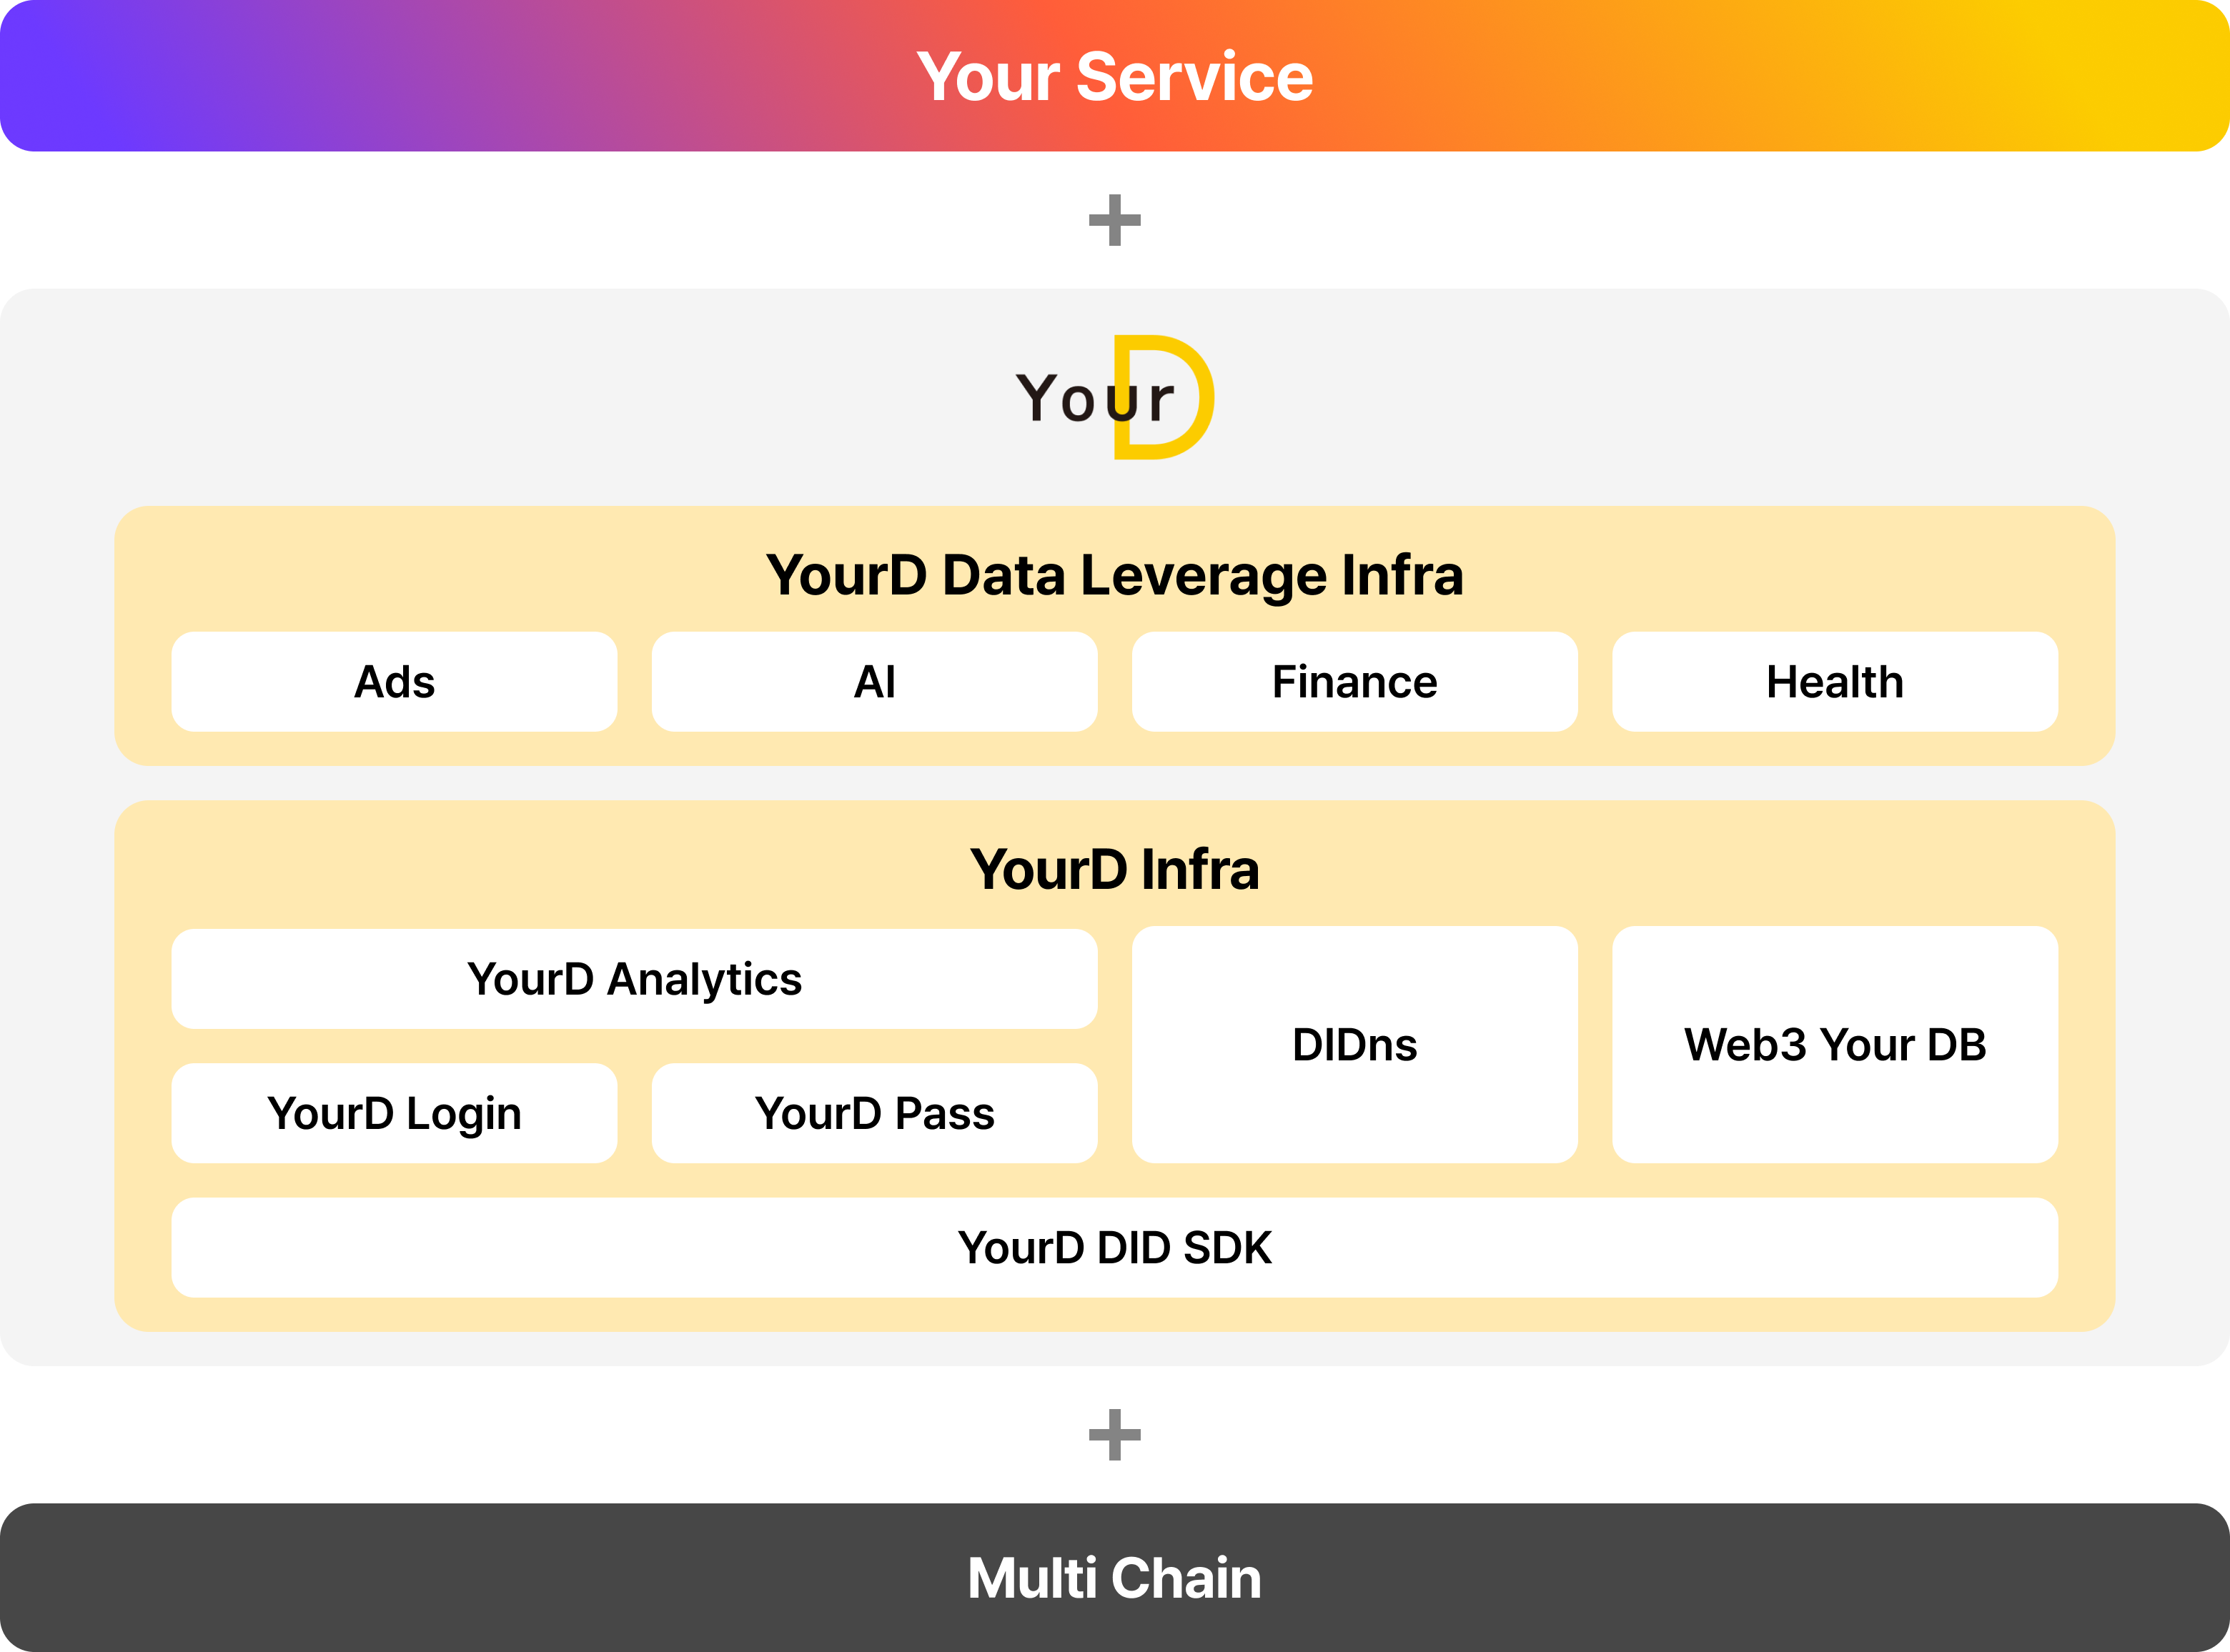 Your Service
+
Your D
YourD Data Leverage Infra
Ads
AI
Finance
Health
YourD Infra
YourD Analytics
YourD Login
YourD Pass
DIDns
Web3 Your DB
YourD DID SDK
+
Multi Chain